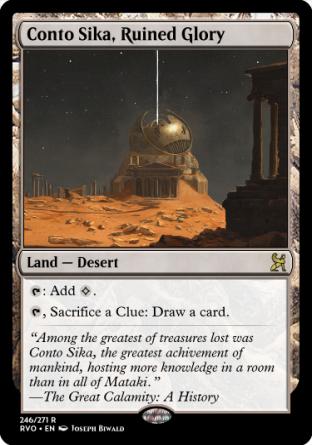 Conto Sika, Ruined Glory
Land — Desert
: Add .
, Sacrifice a Clue: Draw a card.
“Among the greatest of treasures lost was
Conto Sika, the greatest achivement of
mankind, hosting more knowledge in a room
than in all of Mataki.”
—The Great Calamity: A History
246/271 R
RVO • EN Joseph Biwald